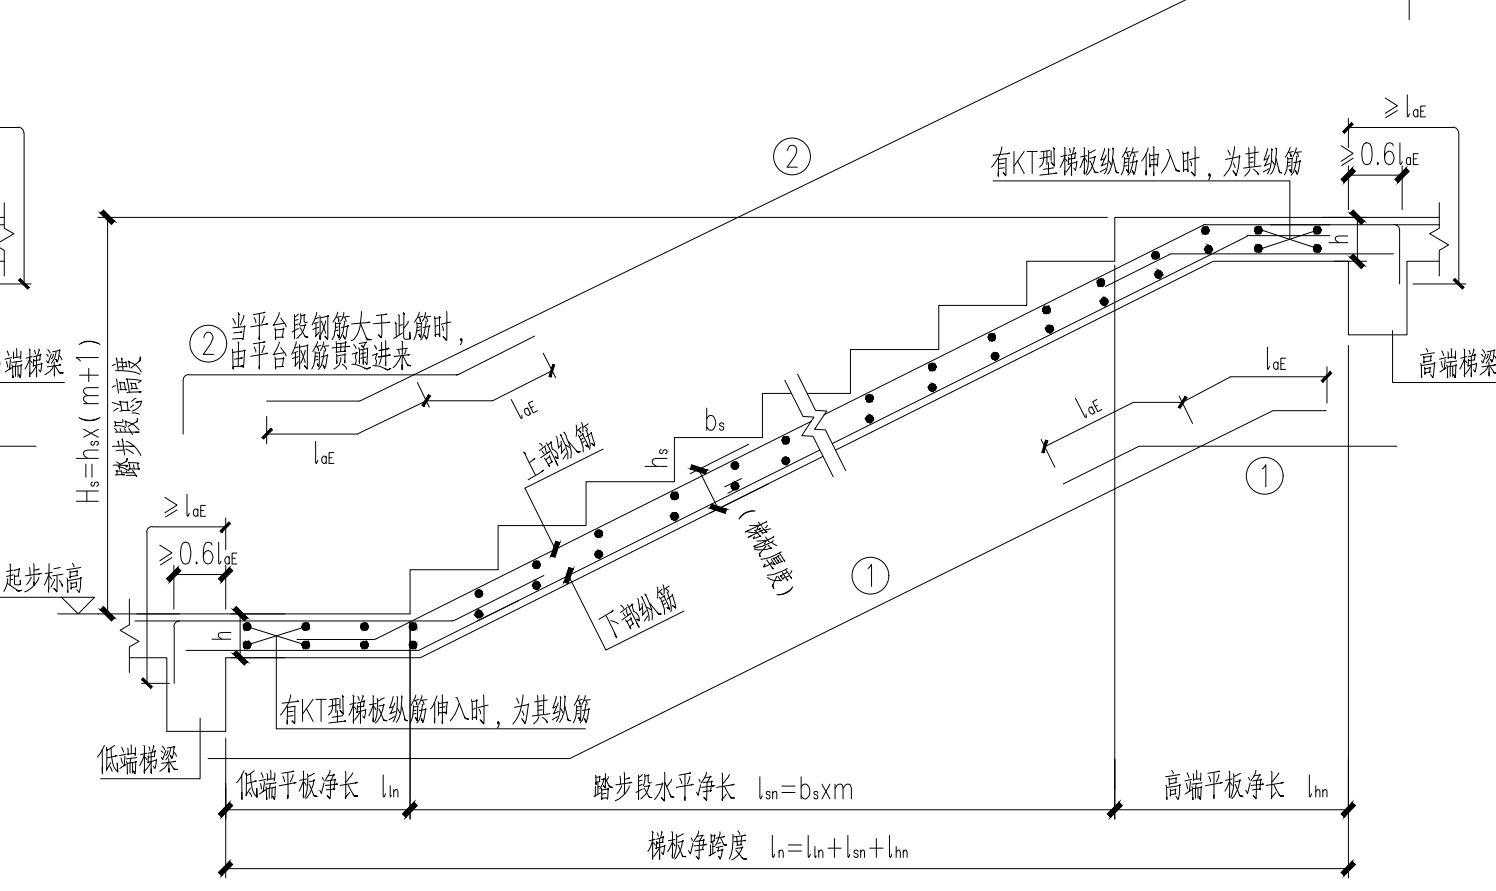 ≥laE
②
有KT型梯板纵筋伸入时，为其纵筋
≥0.6laE
h
②
当平台段钢筋大于此筋时，
由平台钢筋贯通进来
端梯梁
高端梯梁
Hs=hsx(m+1)
踏步段总高度
laE
laE
laE
laE
bs
hs
上部纵筋
①
≥laE
≥0.6laE
起步标高
(梯板厚度)
①
下部纵筋
h
有KT型梯板纵筋伸入时，为其纵筋
低端梯梁
低端平板净长 lln
踏步段水平净长 lsn=bsxm
高端平板净长 lhn
梯板净跨度 ln=lln+lsn+lhn